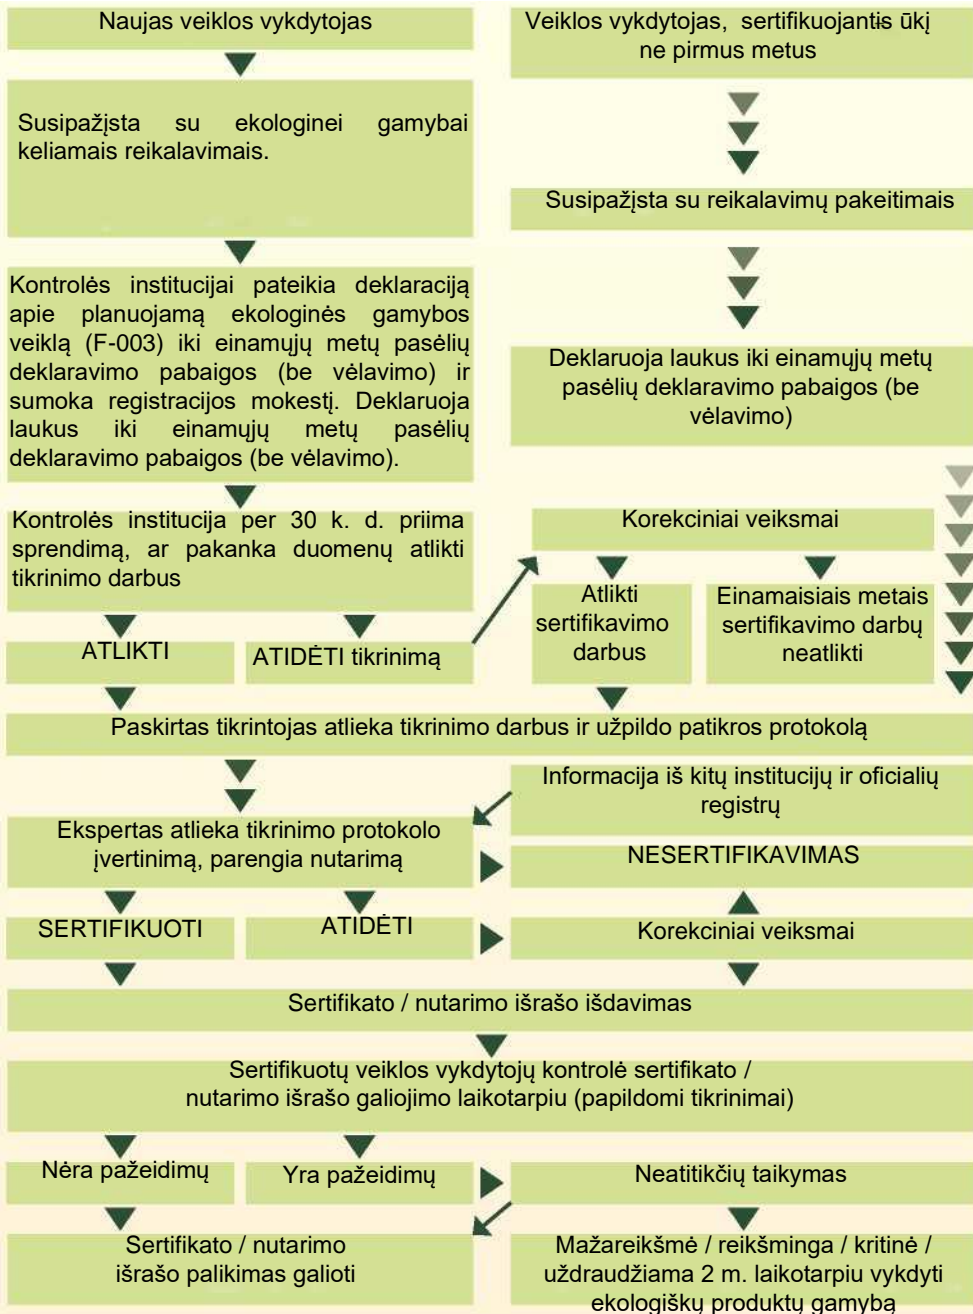 Naujas veiklos vykdytojas
Veiklos vykdytojas, sertifikuojantis ūkį
ne pirmus metus
Susipažįsta su ekologinei gamybai
keliamais reikalavimais.
Susipažįsta su reikalavimų pakeitimais
Kontrolės institucijai pateikia deklaraciją
apie planuojamą ekologinės gamybos
veiklą (F-003) iki einamųjų metų pasėlių
deklaravimo pabaigos (be vėlavimo) ir
sumoka registracijos mokestį. Deklaruoja
laukus iki einamųjų metų pasėlių
deklaravimo pabaigos (be vėlavimo).
Deklaruoja laukus iki einamųjų metų
pasėlių deklaravimo pabaigos (be
vėlavimo)
Kontrolės institucija per 30 k. d. priima
sprendimą, ar pakanka duomenų atlikti
tikrinimo darbus
Korekciniai veiksmai
ATLIKTI
ATIDĖTI tikrinimą
Atlikti
sertifikavimo
darbus
Einamaisiais metais
sertifikavimo darbų
neatlikti
Paskirtas tikrintojas atlieka tikrinimo darbus ir užpildo patikros protokolą
Informacija iš kitų institucijų ir oficialių
registrų
Ekspertas atlieka tikrinimo protokolo
įvertinimą, parengia nutarimą
NESERTIFIKAVIMAS
SERTIFIKUOTI
ATIDĖTI
Korekciniai veiksmai
Sertifikato / nutarimo išrašo išdavimas
Sertifikuotų veiklos vykdytojų kontrolė sertifikato /
nutarimo išrašo galiojimo laikotarpiu (papildomi tikrinimai)
Nėra pažeidimų
Yra pažeidimų
Neatitikčių taikymas
Sertifikato / nutarimo
išrašo palikimas galioti
Mažareikšmė / reikšminga / kritinė /
uždraudžiama 2 m. laikotarpiu vykdyti
ekologiškų produktų gamybą